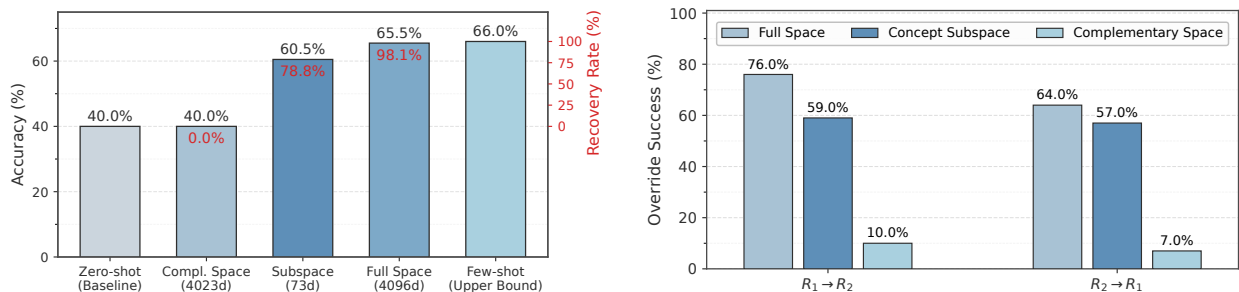 Accuracy (%)
60
40
20
0
40.0%
40.0%
0.0%
60.5%
78.8%
65.5%
98.1%
66.0%
100
75
50
25
0
Recovery Rate (%)
Zero-shot
(Baseline)
Compl. Space
(4023d)
Subspace
(73d)
Full Space
(4096d)
Few-shot
(Upper Bound)
Override Success (%)
100
80
60
40
20
0
Full Space
Concept Subspace
Complementary Space
76.0%
59.0%
10.0%
64.0%
57.0%
7.0%
R₁ → R₂
R₂ → R₁